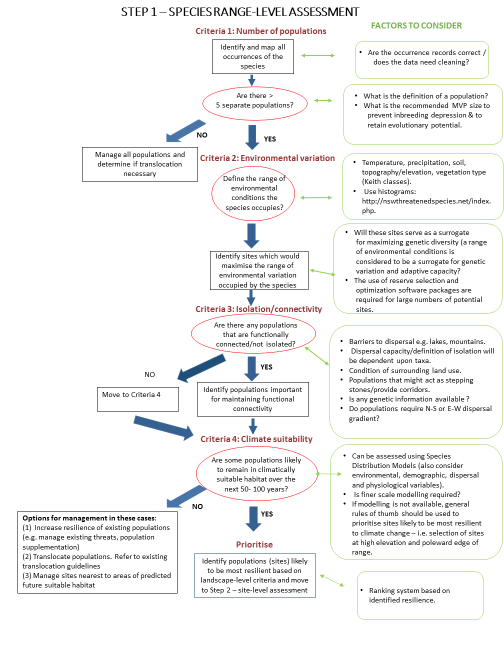 STEP 1 – SPECIES RANGE-LEVEL ASSESSMENT
FACTORS TO CONSIDER
Criteria 1: Number of populations
Identify and map all
occurrences of the
species
• Are the occurrence records correct /
does the data need cleaning?
Are there >
5 separate populations?
• What is the definition of a population?
• What is the recommended MVP size to
prevent inbreeding depression & to
retain evolutionary potential.
NO
YES
Manage all populations and
determine if translocation
necessary
Criteria 2: Environmental variation
Define the range of
environmental
conditions the
species occupies?
• Temperature, precipitation, soil,
topography/elevation, vegetation type
(Keith classes).
• Use histograms:
http://nswthreatenedspecies.net/index.
php.
Identify sites which would
maximise the range of
environmental variation
occupied by the species
• Will these sites serve as a surrogate
for maximizing genetic diversity (a range
of environmental conditions is
considered to be a surrogate for genetic
variation and adaptive capacity?
• The use of reserve selection and
optimization software packages are
required for large numbers of potential
sites.
Criteria 3: Isolation/connectivity
Are there any populations
that are functionally
connected/not isolated?
• Barriers to dispersal e.g. lakes, mountains.
• Dispersal capacity/definition of isolation will
be dependent upon taxa.
• Condition of surrounding land use.
• Populations that might act as stepping
stones/provide corridors.
• Is any genetic information available ?
• Do populations require N-S or E-W dispersal
gradient?
NO
YES
Move to Criteria 4
Identify populations important
for maintaining functional
connectivity
Criteria 4: Climate suitability
Are some populations likely
to remain in climatically
suitable habitat over the
next 50- 100 years?
• Can be assessed using Species
Distribution Models (also consider
environmental, demographic, dispersal
and physiological variables).
• Is finer scale modelling required?
• If modelling is not available, general
rules of thumb should be used to
prioritise sites likely to be most resilient
to climate change – i.e. selection of sites
at high elevation and poleward edge of
range.
NO
YES
Options for management in these cases:
(1) Increase resilience of existing populations
(e.g. manage existing threats, population
supplementation)
(2) Translocate populations. Refer to existing
translocation guidelines
(3) Manage sites nearest to areas of predicted
future suitable habitat
Prioritise
Identify populations (sites) likely
to be most resilient based on
landscape-level criteria and move
to Step 2 – site-level assessment
• Ranking system based on
identified resilience.